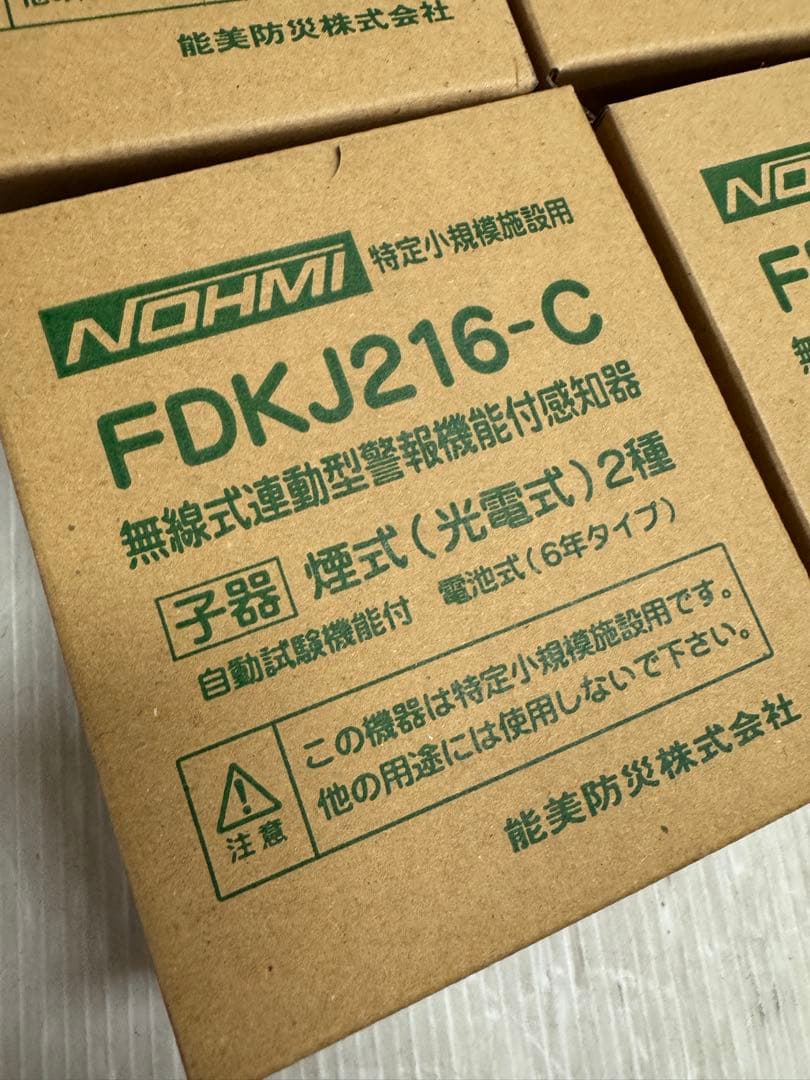 能美防災株式会社
NOHMI 特定小規模施設用
FDKJ216-C
無線式連動型警報機能付感知器
子器 煙式(光電式)2種
自動試験機能付 電池式(6年タイプ)
注意
この機器は特定小規模施設用です。
他の用途には使用しないで下さい。
能美防災株式会社
NO
FD
無